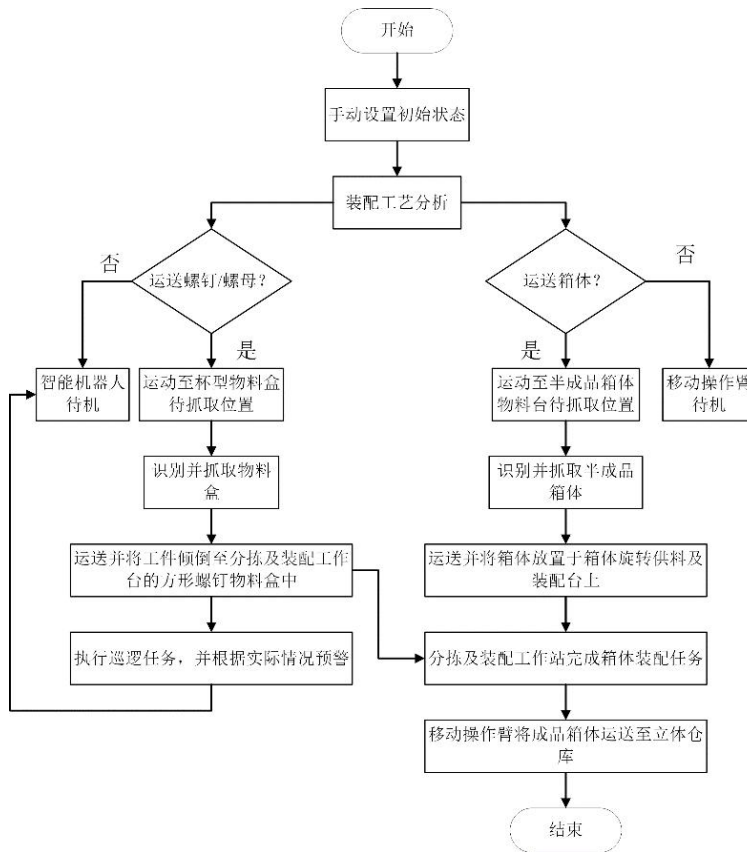 开始
手动设置初始状态
装配工艺分析
否
运送螺钉/螺母？
运送箱体？
否
是
是
智能机器人
待机
运动至杯型物料盒
待抓取位置
运动至半成品箱体
物料台待抓取位置
移动操作臂
待机
识别并抓取物料
盒
识别并抓取半成品
箱体
运送并将工件倾倒至分拣及装配工作
台的方形螺钉物料盒中
运送并将箱体放置于箱体旋转供料及
装配台上
执行巡逻任务，并根据实际情况预警
分拣及装配工作站完成箱体装配任务
移动操作臂将成品箱体运送至立体仓
库
结束